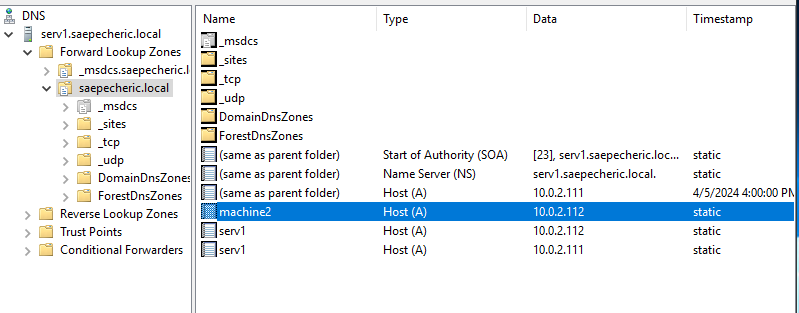 DNS
serv1.saepecheric.local
Forward Lookup Zones
_msdcs.saepecheric.l
saepecheric.local
_msdcs
_sites
_tcp
_udp
DomainDnsZones
ForestDnsZones
Reverse Lookup Zones
Trust Points
Conditional Forwarders
Name Type Data Timestamp
_msdcs
_sites
_tcp
_udp
DomainDnsZones
ForestDnsZones
(same as parent folder) Start of Authority (SOA) [23], serv1.saepecheric.loc... static
(same as parent folder) Name Server (NS) serv1.saepecheric.local. static
(same as parent folder) Host (A) 10.0.2.111 4/5/2024 4:00:00 PM
machine2 Host (A) 10.0.2.112 static
serv1 Host (A) 10.0.2.112 static
serv1 Host (A) 10.0.2.111 static